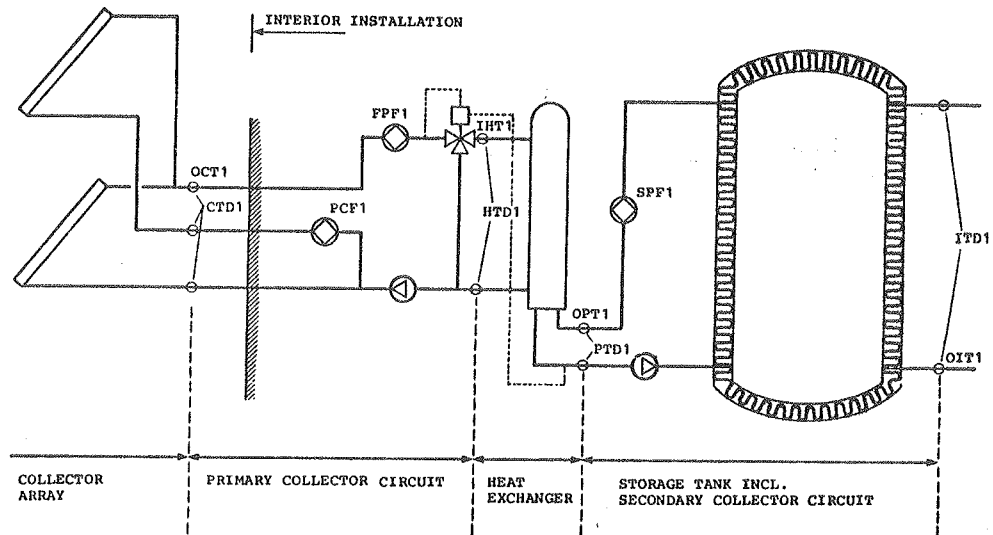 INTERIOR INSTALLATION
FPF1
IHT1
OCT1
CTD1
PCF1
HTD1
SPF1
ITD1
OPT1
PTD1
OIT1
COLLECTOR
ARRAY
PRIMARY COLLECTOR CIRCUIT
HEAT
EXCHANGER
STORAGE TANK INCL.
SECONDARY COLLECTOR CIRCUIT